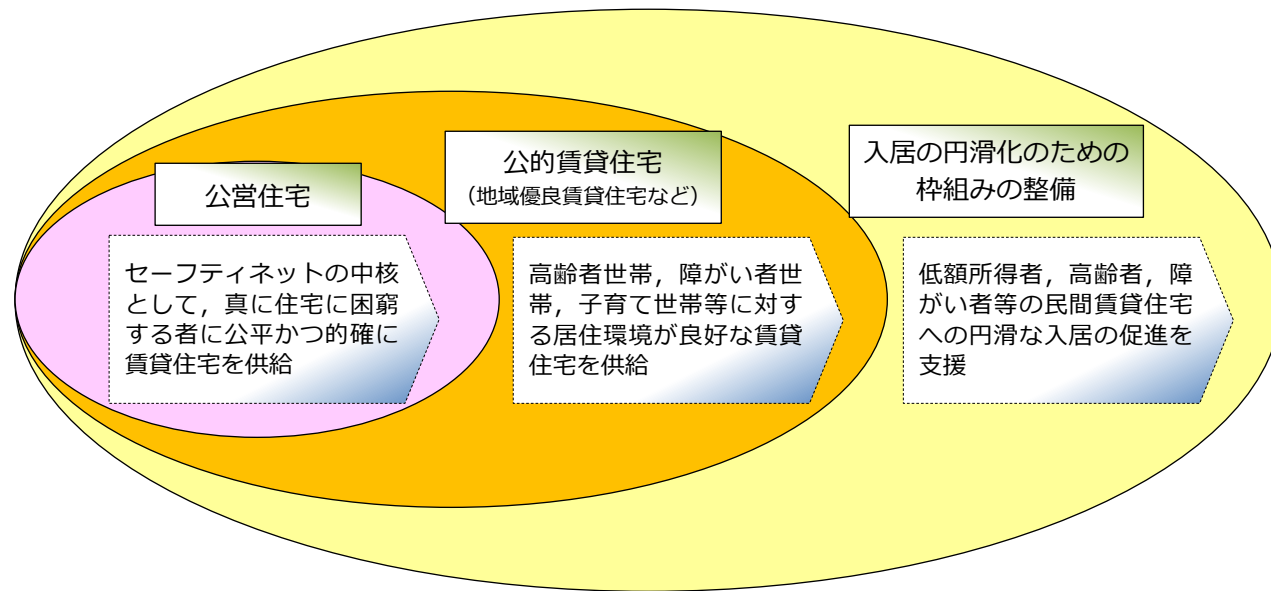 公営住宅
セーフティネットの中核
として，真に住宅に困窮
する者に公平かつ的確に
賃貸住宅を供給
公的賃貸住宅
（地域優良賃貸住宅など）
高齢者世帯，障がい者世
帯，子育て世帯等に対す
る居住環境が良好な賃貸
住宅を供給
入居の円滑化のための
枠組みの整備
低額所得者，高齢者，障
がい者等の民間賃貸住宅
への円滑な入居の促進を
支援